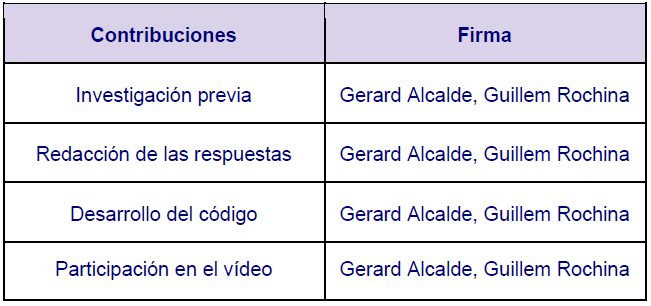 Contribuciones Firma
Investigación previa Gerard Alcalde, Guillem Rochina
Redacción de las respuestas Gerard Alcalde, Guillem Rochina
Desarrollo del código Gerard Alcalde, Guillem Rochina
Participación en el vídeo Gerard Alcalde, Guillem Rochina